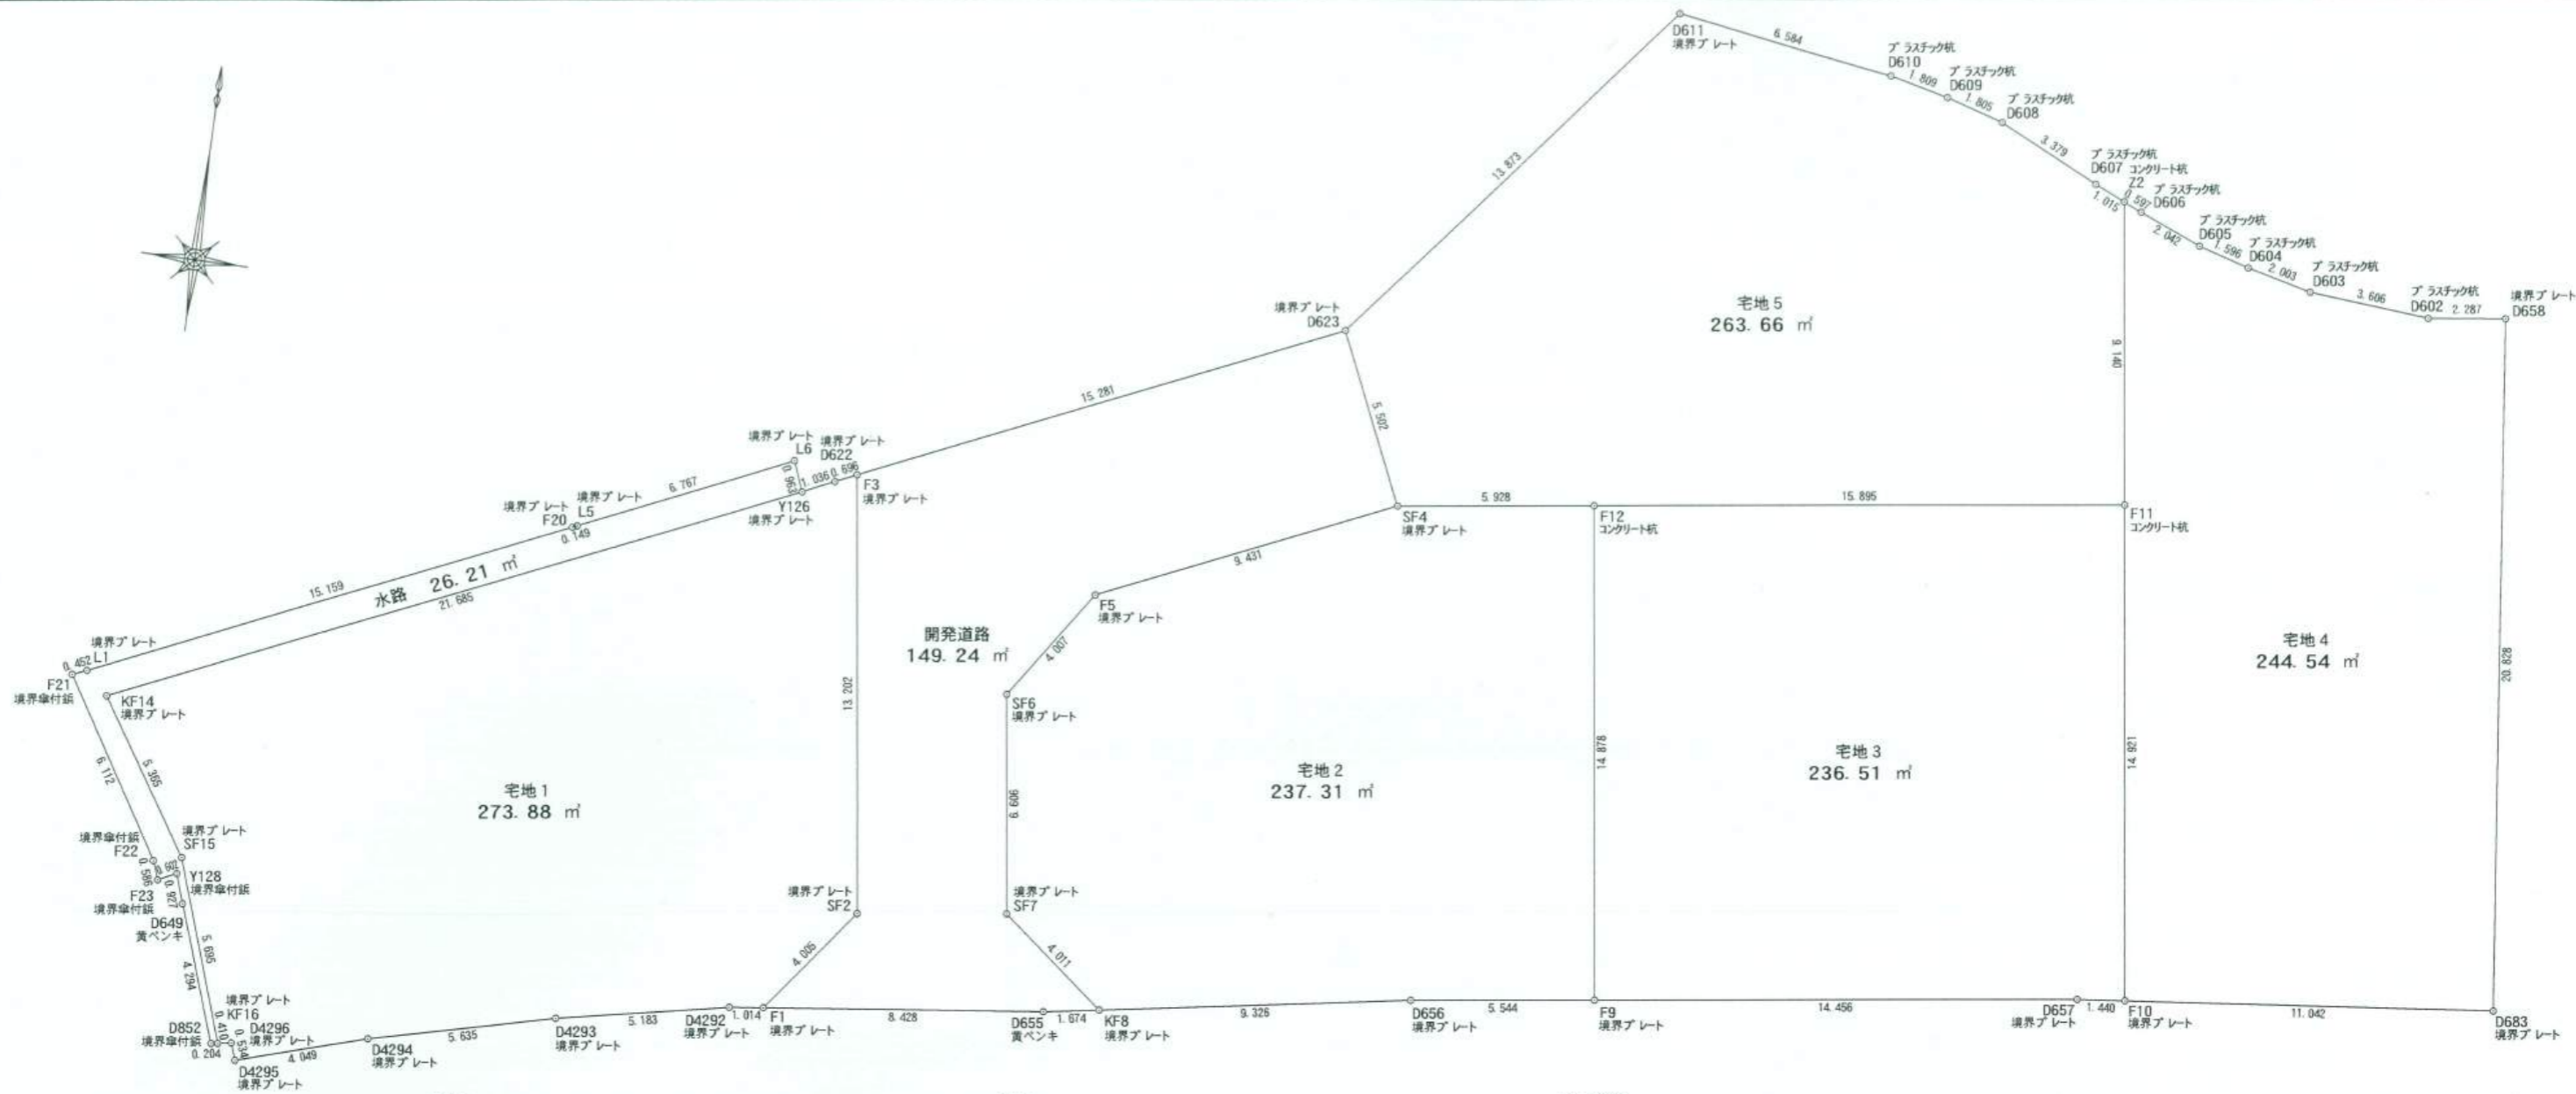 D611
境界プレート
6.584
プラスチック杭
D610
1.809
プラスチック杭
D609
1.805
プラスチック杭
D608
3.379
プラスチック杭
D607
コンクリート杭
Z2
1.015
0.597
プラスチック杭
D606
2.042
プラスチック杭
D605
1.596
プラスチック杭
D604
2.003
プラスチック杭
D603
3.606
プラスチック杭
D602
2.287
境界プレート
D658
13.873
宅地5
263.66 ㎡
9.140
境界プレート
D623
15.281
5.502
境界プレート
L6
境界プレート
D622
0.963
1.036
0.696
F3
境界プレート
Y126
境界プレート
6.767
境界プレート
L5
境界プレート
F20
0.149
15.159
水路 26.21 ㎡
21.685
SF4
境界プレート
5.928
F12
コンクリート杭
15.895
F11
コンクリート杭
9.431
F5
境界プレート
4.007
開発道路
149.24 ㎡
SF6
境界プレート
13.202
6.606
境界プレート
L1
0.452
F21
境界傘付鋲
KF14
境界プレート
6.112
5.365
宅地1
273.88 ㎡
宅地2
237.31 ㎡
14.878
宅地3
236.51 ㎡
14.921
宅地4
244.54 ㎡
20.828
境界傘付鋲
F22
境界プレート
SF15
0.586
F23
境界傘付鋲
Y128
境界傘付鋲
0.927
D649
黄ペンキ
5.695
4.294
境界プレート
SF2
境界プレート
SF7
4.005
4.011
境界プレート
KF16
0.410
D852
境界傘付鋲
0.204
D4296
境界プレート
0.534
D4295
境界プレート
4.049
D4294
境界プレート
5.635
D4293
境界プレート
5.183
D4292
境界プレート
1.014
F1
境界プレート
8.428
D655
黄ペンキ
1.674
KF8
境界プレート
9.326
D656
境界プレート
5.544
F9
境界プレート
14.456
D657
境界プレート
1.440
F10
境界プレート
11.042
D683
境界プレート